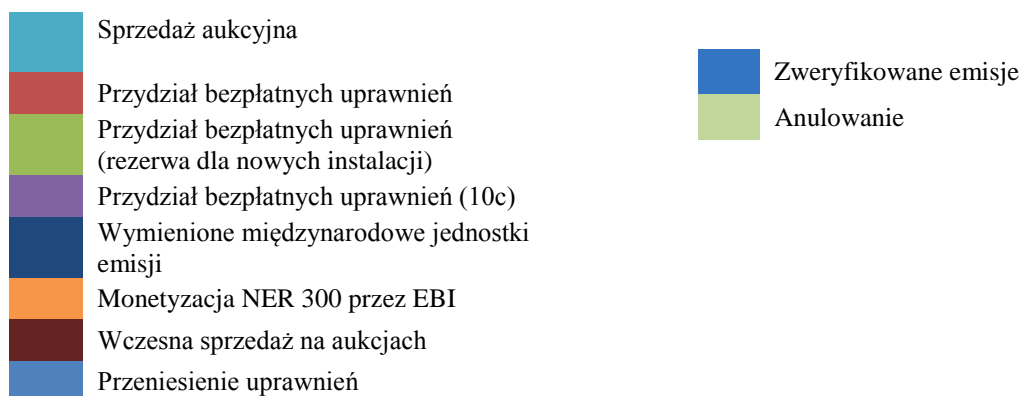 Sprzedaż aukcyjna
Przydział bezpłatnych uprawnień
Przydział bezpłatnych uprawnień
(rezerwa dla nowych instalacji)
Przydział bezpłatnych uprawnień (10c)
Wymienione międzynarodowe jednostki
emisji
Monetyzacja NER 300 przez EBI
Wczesna sprzedaż na aukcjach
Przeniesienie uprawnień
Zweryfikowane emisje
Anulowanie